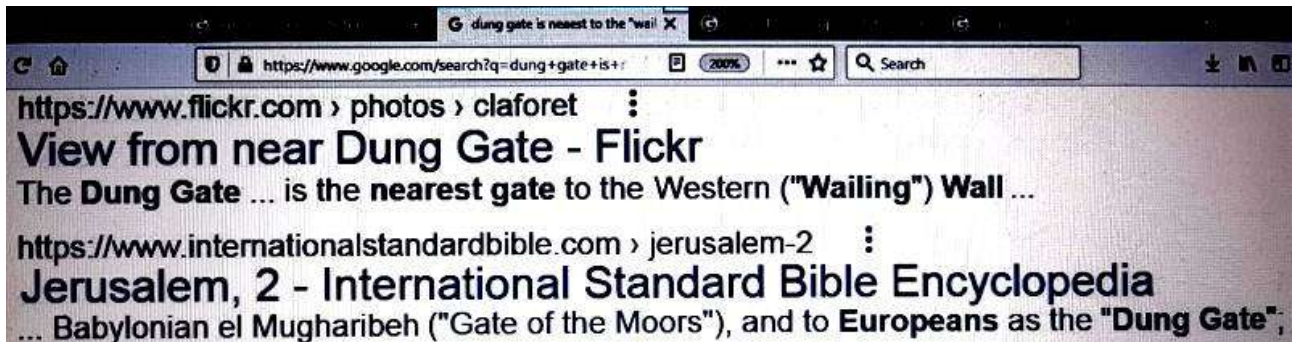 G dung gate is neaest to the "wail X
https://www.google.com/search?q=dung+gate+is+
200%
Search
https://www.flickr.com › photos › claforet
View from near Dung Gate - Flickr
The Dung Gate ... is the nearest gate to the Western ("Wailing") Wall ...
https://www.internationalstandardbible.com › jerusalem-2
Jerusalem, 2 - International Standard Bible Encyclopedia
... Babylonian el Mugharibeh ("Gate of the Moors"), and to Europeans as the "Dung Gate";